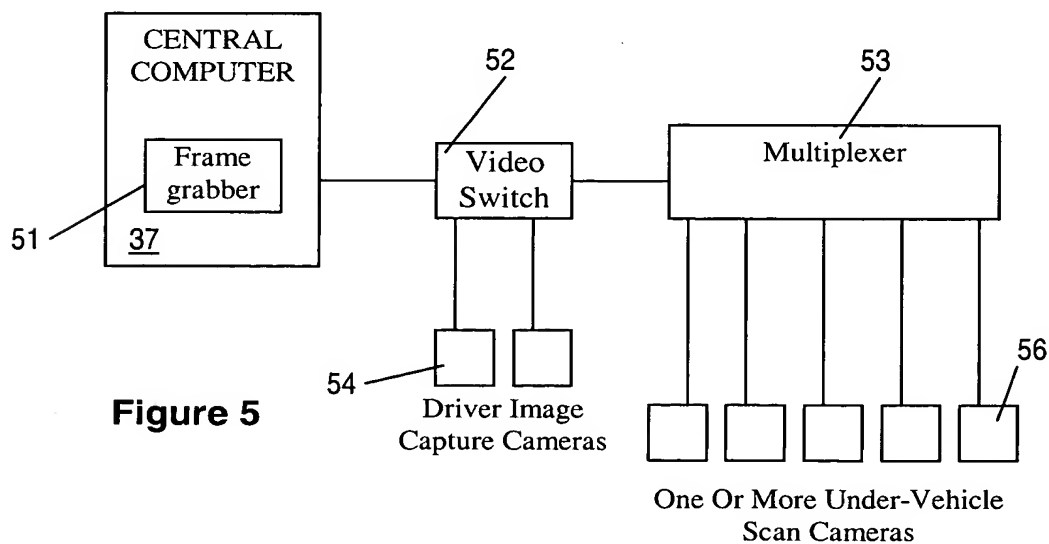 CENTRAL
COMPUTER
Frame
grabber
51
37
52
Video
Switch
53
Multiplexer
54
Driver Image
Capture Cameras
56
One Or More Under-Vehicle
Scan Cameras
Figure 5